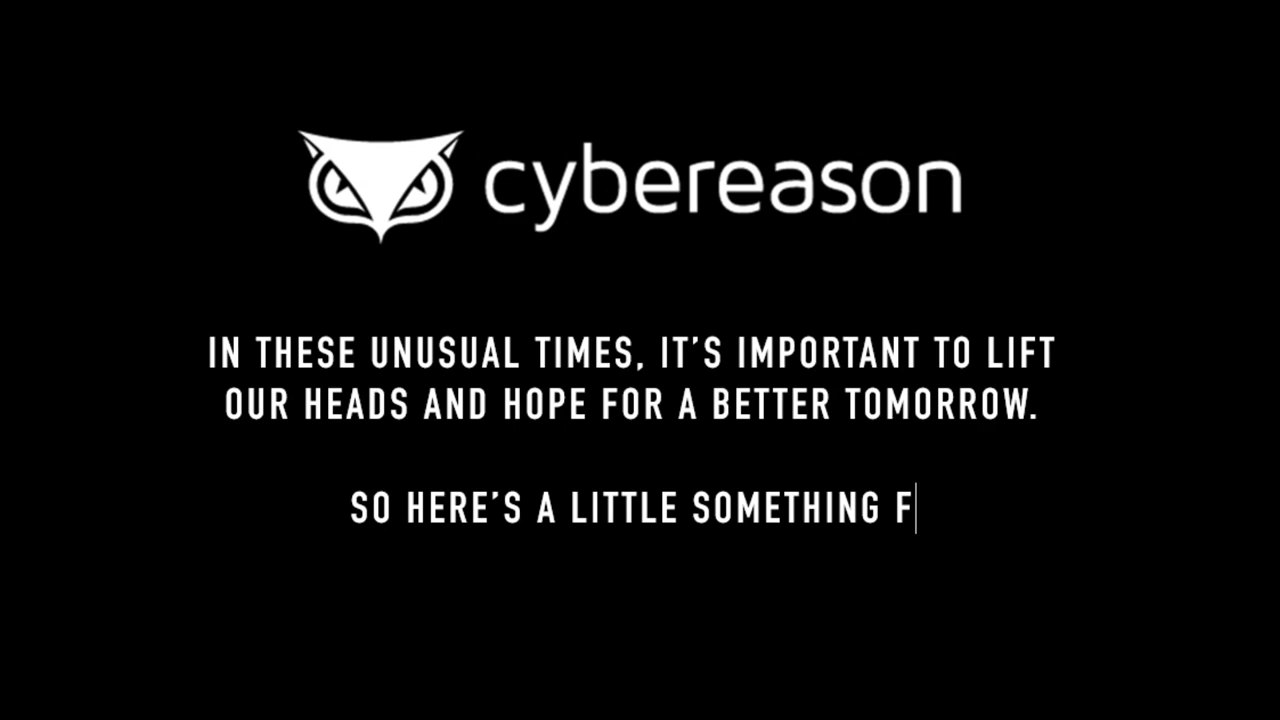 cybereason
IN THESE UNUSUAL TIMES, IT’S IMPORTANT TO LIFT
OUR HEADS AND HOPE FOR A BETTER TOMORROW.
SO HERE’S A LITTLE SOMETHING F